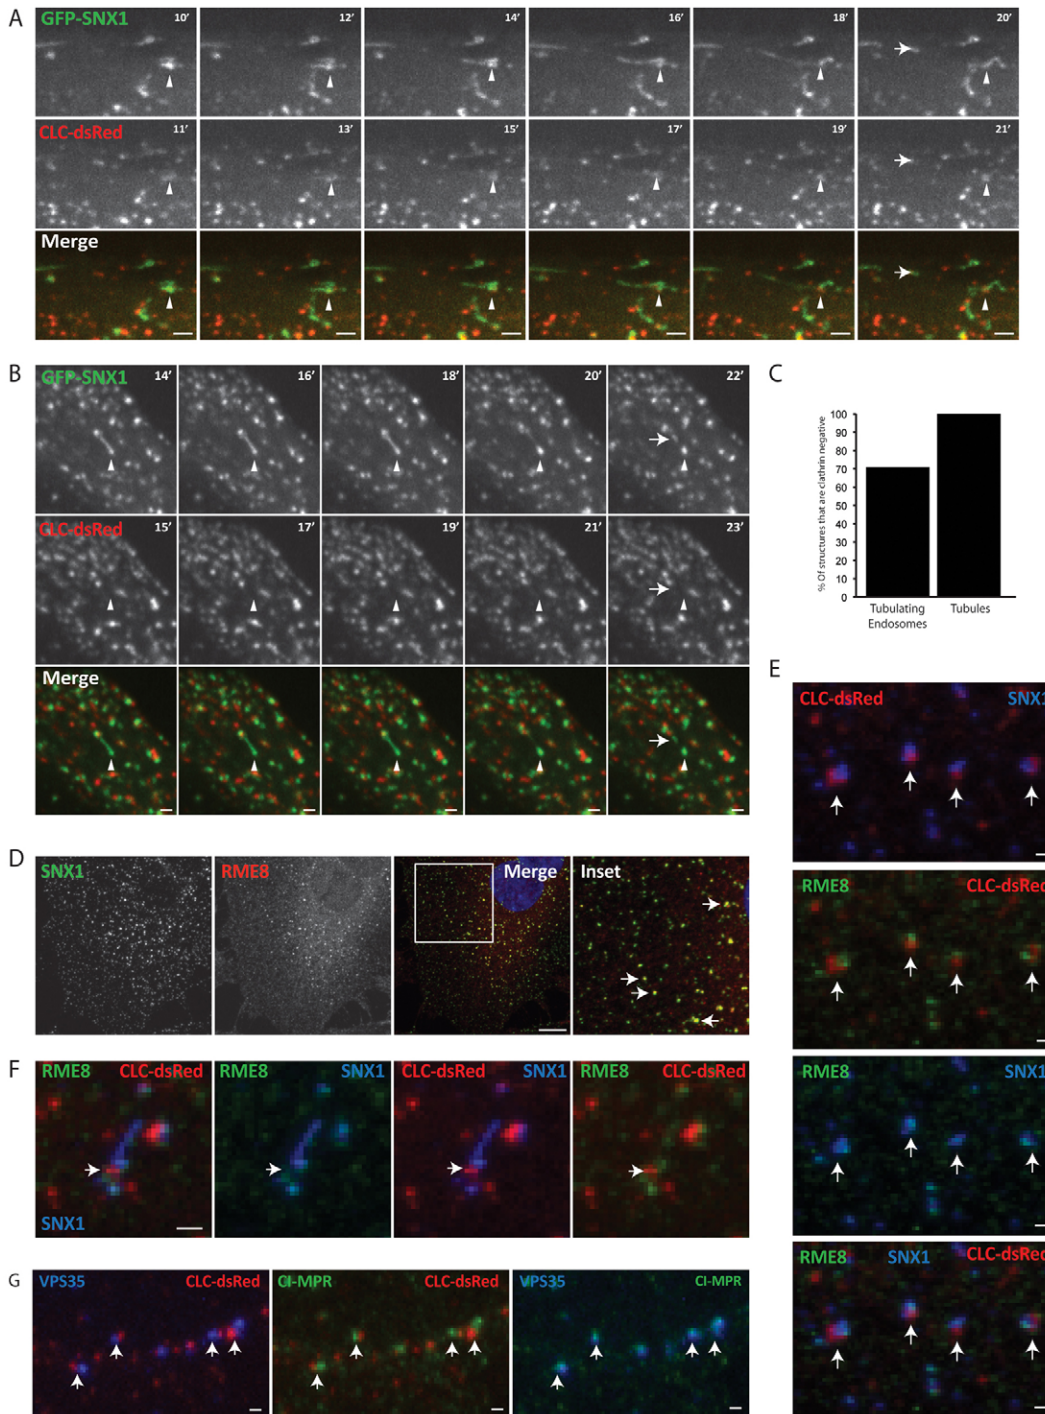 A
GFP-SNX1
10’ 12’ 14’ 16’ 18’ 20’
CLC-dsRed
11’ 13’ 15’ 17’ 19’ 21’
Merge
B
GFP-SNX1
14’ 16’ 18’ 20’ 22’
CLC-dsRed
15’ 17’ 19’ 21’ 23’
Merge
C
% Of structures that are clathrin negative
100
90
80
70
60
50
40
30
20
10
0
Tubulating
Endosomes
Tubules
D
SNX1 RME8 Merge Inset
E
CLC-dsRed SNX1
RME8 CLC-dsRed
RME8 SNX1
RME8 SNX1 CLC-dsRed
F
RME8 CLC-dsRed
SNX1
RME8 SNX1
CLC-dsRed SNX1
RME8 CLC-dsRed
G
VPS35 CLC-dsRed
CI-MPR CLC-dsRed
VPS35 CI-MPR